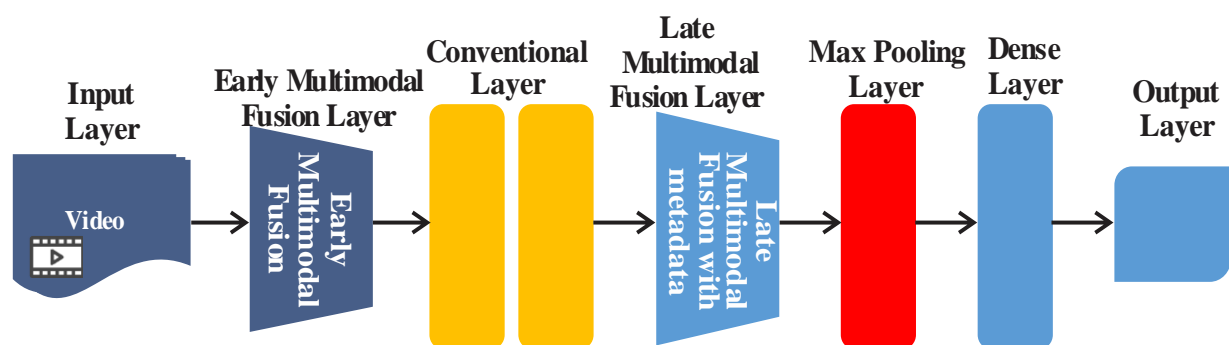 Input
Layer
Video
Early Multimodal
Fusion Layer
Early
Multimodal
Fusion
Conventional
Layer
Late
Multimodal
Fusion Layer
Late
Multimodal
Fusion with
metadata
Max Pooling
Layer
Dense
Layer
Output
Layer